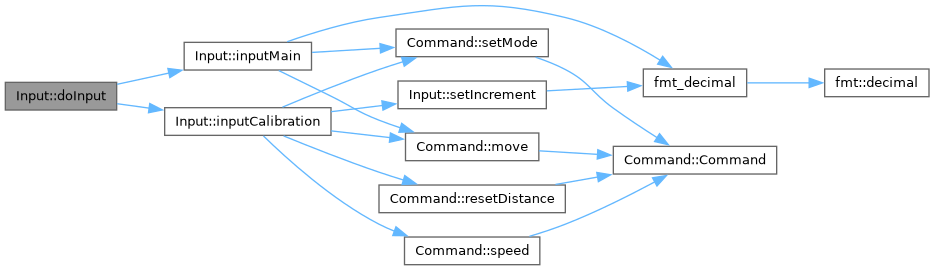 Input::doInput
Input::inputMain
Input::inputCalibration
Command::setMode
Input::setIncrement
Command::move
Command::resetDistance
Command::speed
fmt_decimal
Command::Command
fmt::decimal